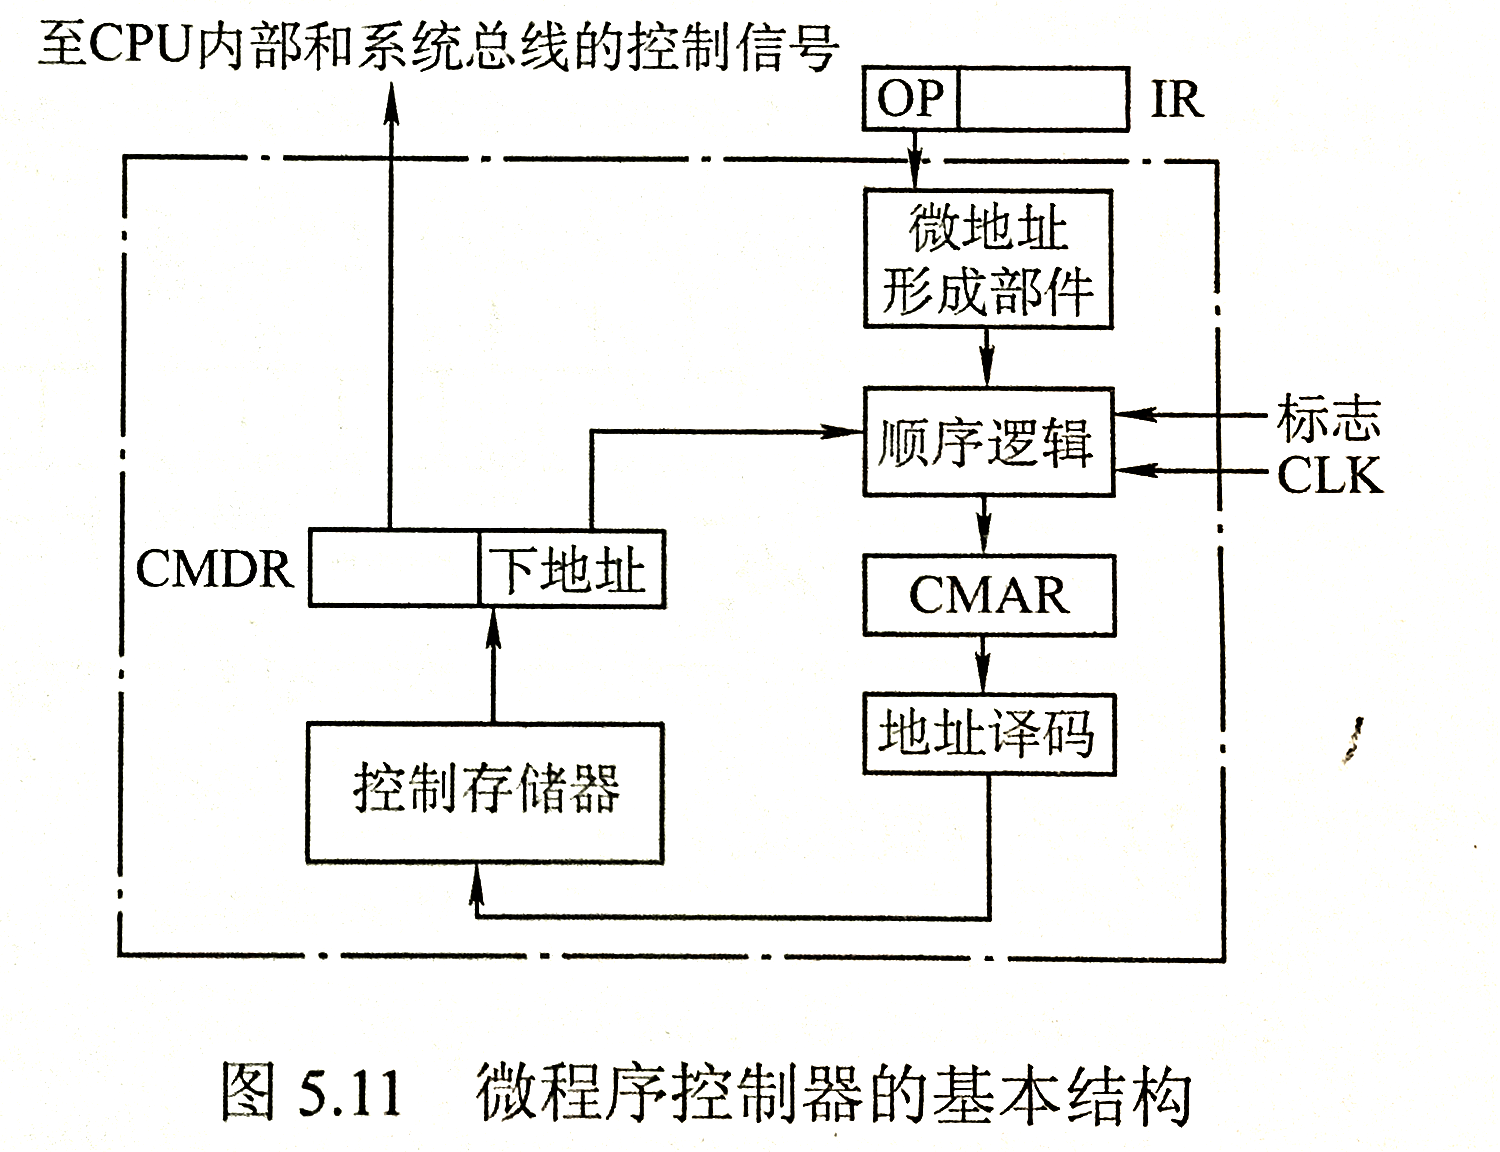 至CPU内部和系统总线的控制信号
OP
IR
微地址
形成部件
顺序逻辑
标志
CLK
CMDR
下地址
CMAR
控制存储器
地址译码
图 5.11 微程序控制器的基本结构